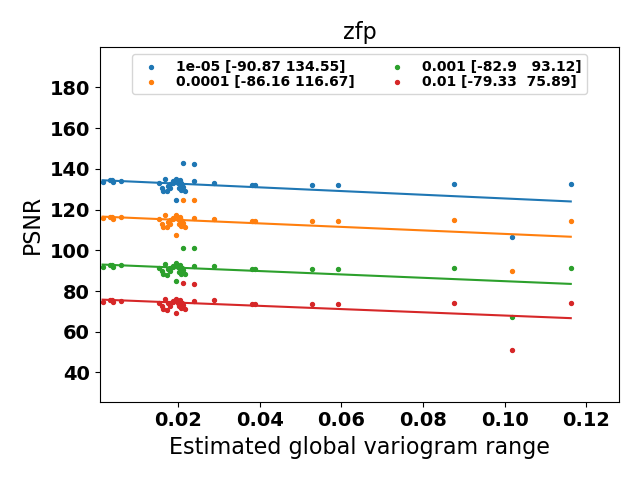 zfp
1e-05 [-90.87 134.55]
0.0001 [-86.16 116.67]
0.001 [-82.9   93.12]
0.01 [-79.33  75.89]
PSNR
180
160
140
120
100
80
60
40
0.02 0.04 0.06 0.08 0.10 0.12
Estimated global variogram range